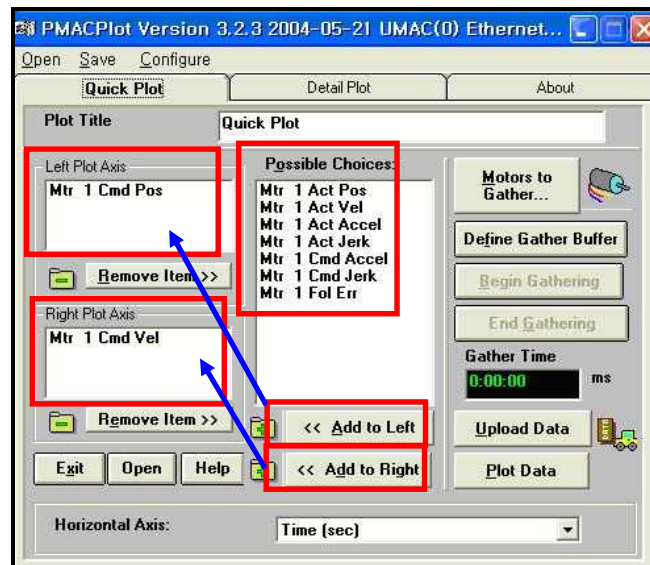 PMACPlot Version 3.2.3 2004-05-21 UMAC(0) Ethernet...
Open Save Configure
Quick Plot
Detail Plot
About
Plot Title
Quick Plot
Left Plot Axis
Mtr 1 Cmd Pos
Remove Item >>
Right Plot Axis
Mtr 1 Cmd Vel
Remove Item >>
Possible Choices:
Mtr 1 Act Pos
Mtr 1 Act Vel
Mtr 1 Act Accel
Mtr 1 Act Jerk
Mtr 1 Cmd Accel
Mtr 1 Cmd Jerk
Mtr 1 Fol Err
<< Add to Left
<< Add to Right
Motors to
Gather...
Define Gather Buffer
Begin Gathering
End Gathering
Gather Time
0:00:00 ms
Upload Data
Plot Data
Exit
Open
Help
Horizontal Axis:
Time (sec)